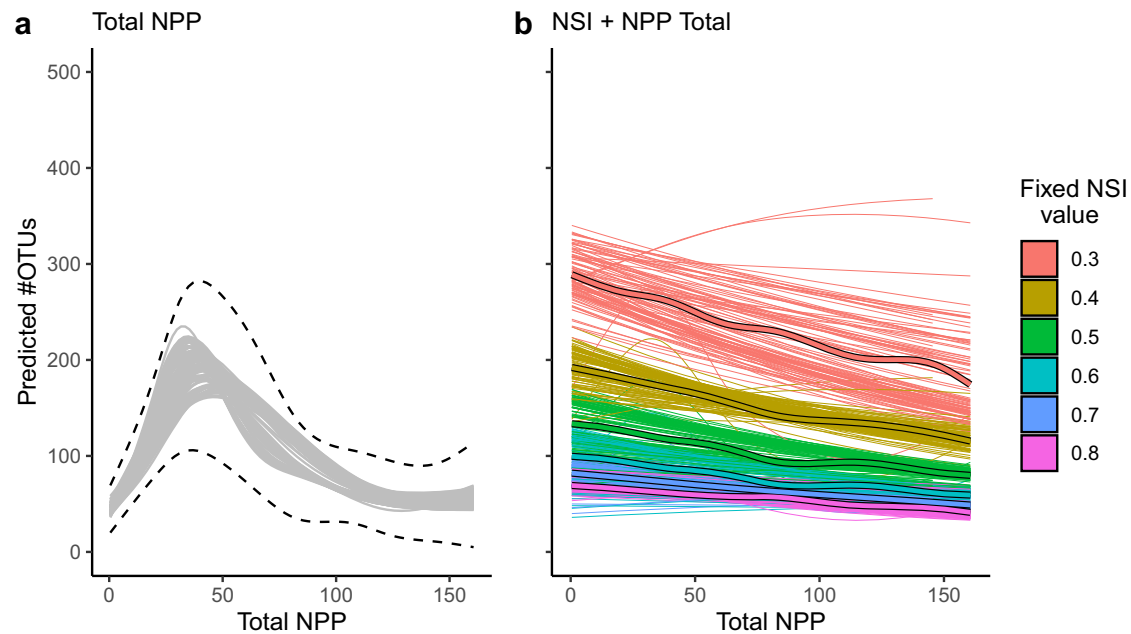 a Total NPP
b NSI + NPP Total
Predicted #OTUs
500
400
300
200
100
0
0 50 100 150
Total NPP
0 50 100 150
Total NPP
Fixed NSI
value
0.3
0.4
0.5
0.6
0.7
0.8